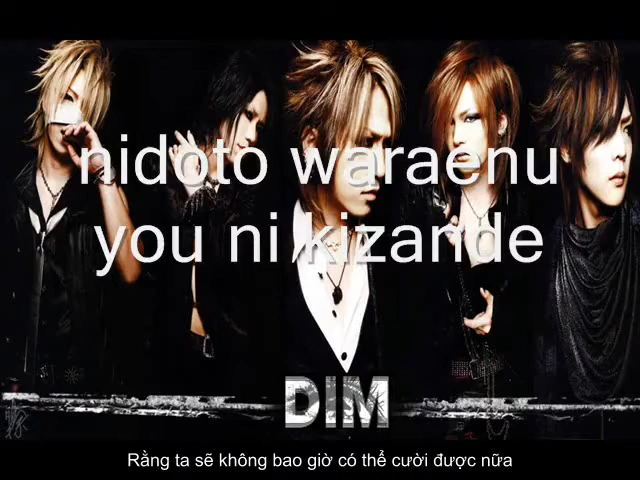 nidoto waraenu
you ni kizande
DIM
Rằng ta sẽ không bao giờ có thể cười được nữa